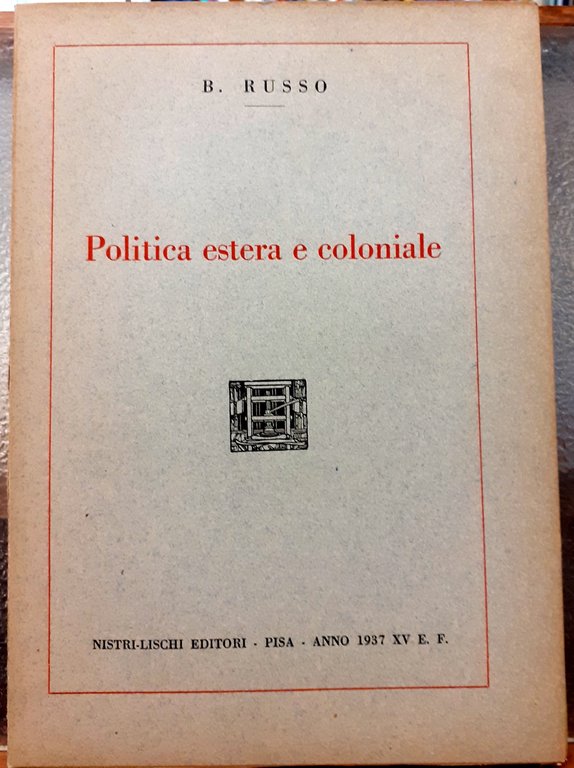 B. RUSSO
Politica estera e coloniale
NISTRI-LISCHI EDITORI - PISA - ANNO 1937 XV E. F.